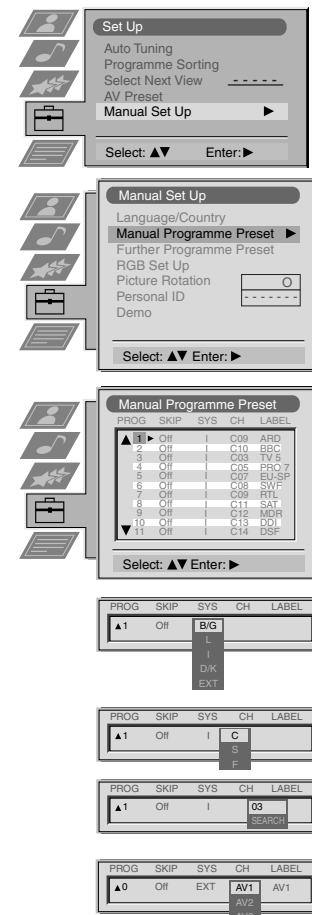 Set Up
Auto Tuning
Programme Sorting
Select Next View - - - - -
AV Preset
Manual Set Up ▶
Select: ▲▼ Enter: ▶
Manual Set Up
Language/Country
Manual Programme Preset ▶
Further Programme Preset
RGB Set Up
Picture Rotation O
Personal ID - - - - - - -
Demo
Select: ▲▼ Enter: ▶
Manual Programme Preset
PROG SKIP SYS CH LABEL
▲ 1 ▶ Off I C09 ARD
2 Off I C10 BBC
3 Off I C03 TV 5
4 Off I C05 PRO 7
5 Off I C07 EU-SP
6 Off I C08 SWF
7 Off I C09 RTL
8 Off I C11 SAT
9 Off I C12 MDR
10 Off I C13 DDI
▼ 11 Off I C14 DSF
Select: ▲▼ Enter: ▶
PROG SKIP SYS CH LABEL
▲1 Off B/G
L
I
D/K
EXT
PROG SKIP SYS CH LABEL
▲1 Off I C
S
F
PROG SKIP SYS CH LABEL
▲1 Off I 03
SEARCH
PROG SKIP SYS CH LABEL
▲0 Off EXT AV1 AV1
AV2